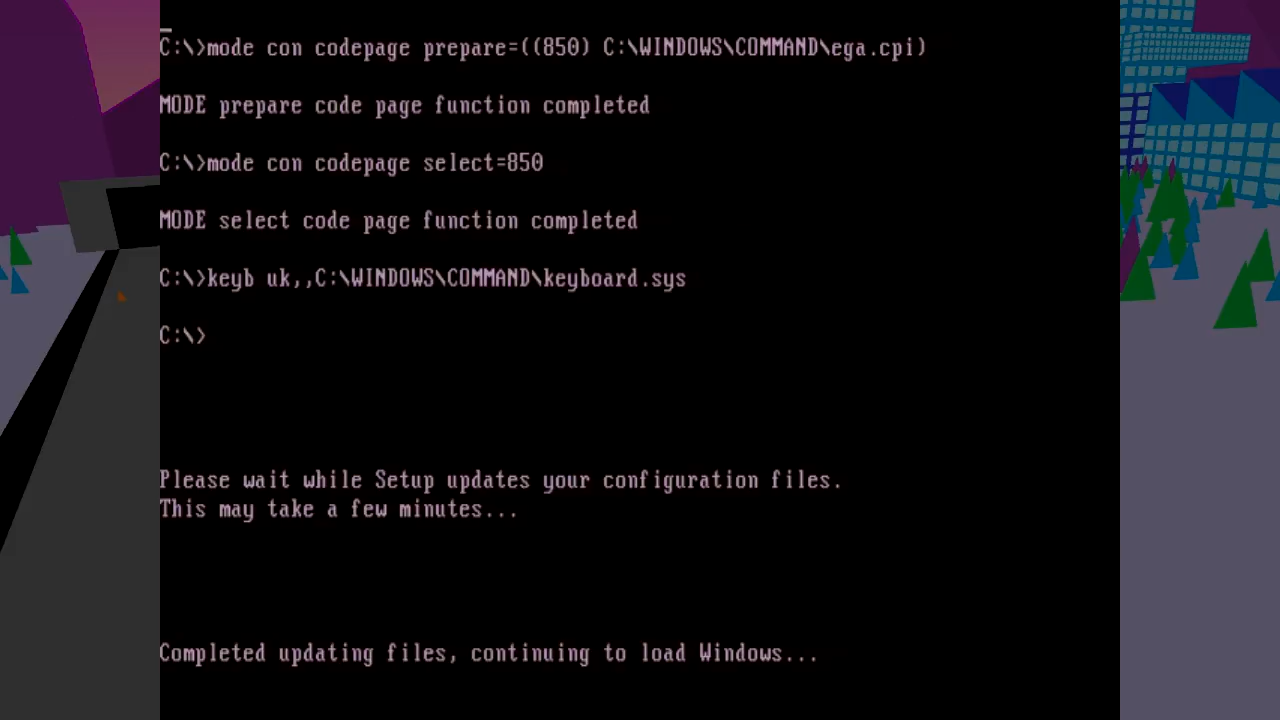 C:\>mode con codepage prepare=((850) C:\WINDOWS\COMMAND\ega.cpi)
MODE prepare code page function completed
C:\>mode con codepage select=850
MODE select code page function completed
C:\>keyb uk,,C:\WINDOWS\COMMAND\keyboard.sys
C:\>
Please wait while Setup updates your configuration files.
This may take a few minutes...
Completed updating files, continuing to load Windows...